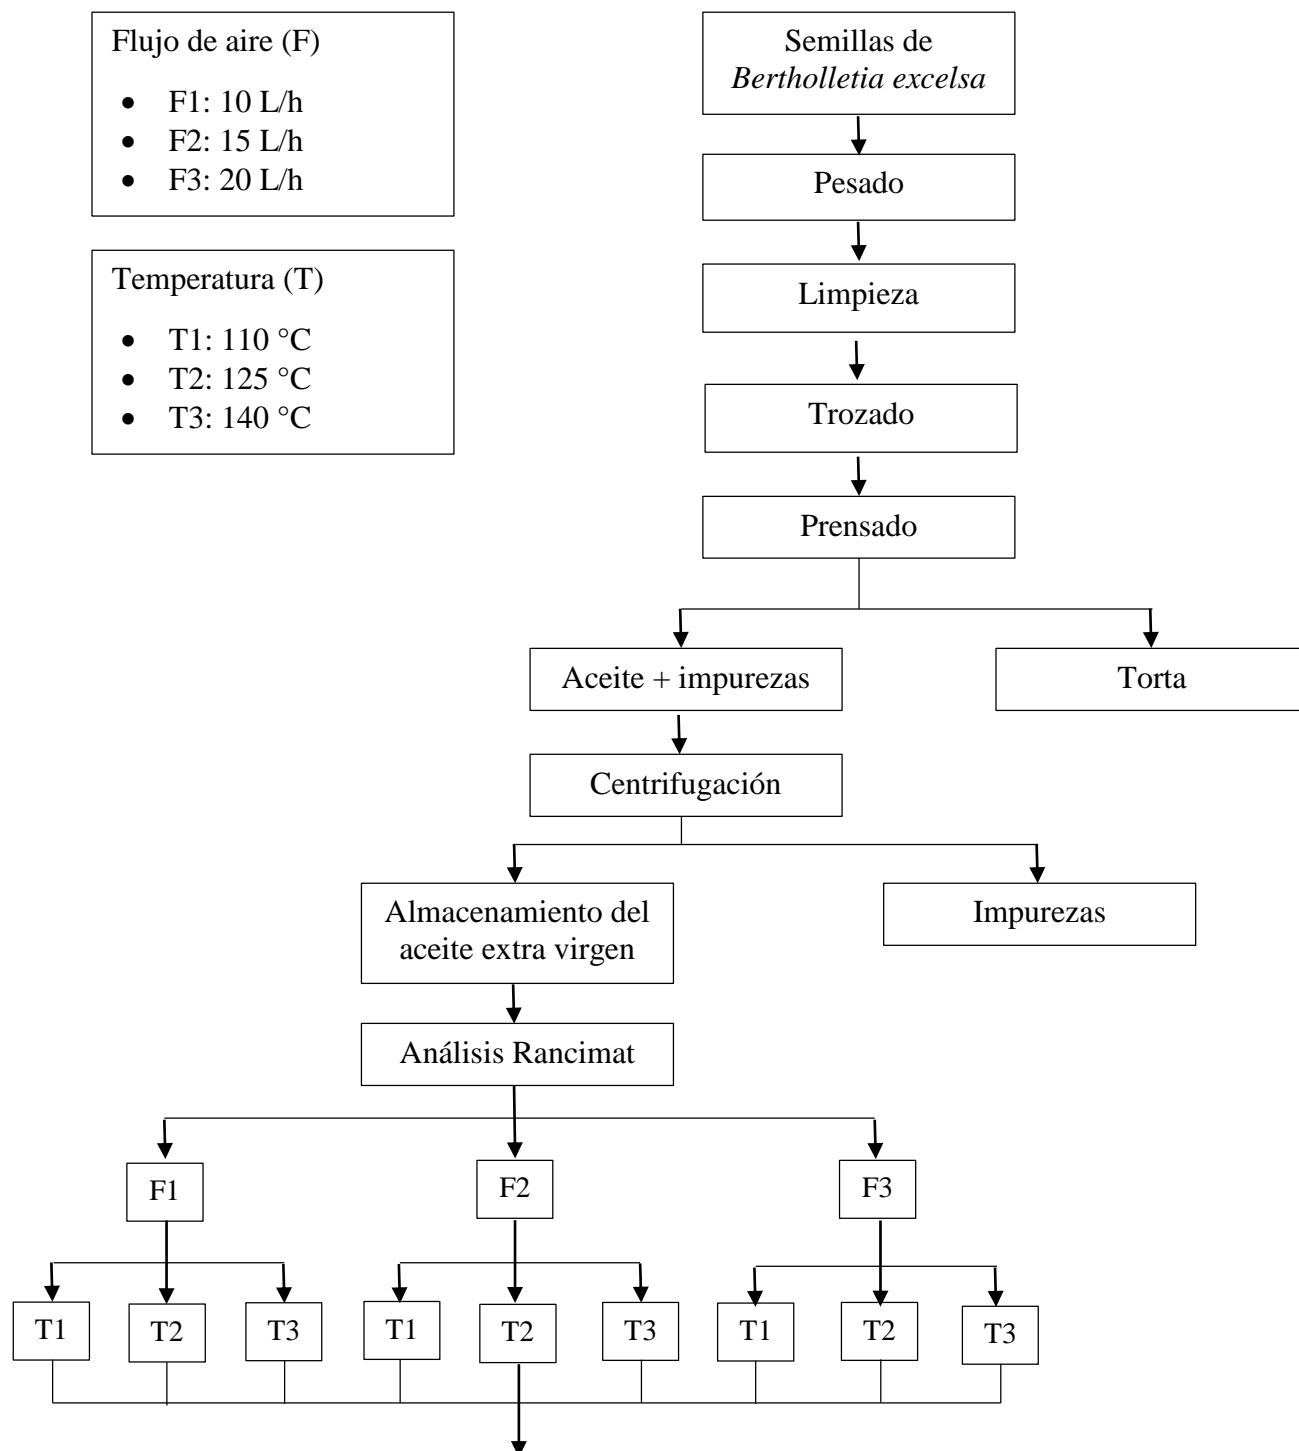 Flujo de aire (F)
• F1: 10 L/h
• F2: 15 L/h
• F3: 20 L/h
Temperatura (T)
• T1: 110 °C
• T2: 125 °C
• T3: 140 °C
Semillas de
Bertholletia excelsa
Pesado
Limpieza
Trozado
Prensado
Aceite + impurezas
Torta
Centrifugación
Almacenamiento del
aceite extra virgen
Impurezas
Análisis Rancimat
F1
F2
F3
T1
T2
T3
T1
T2
T3
T1
T2
T3